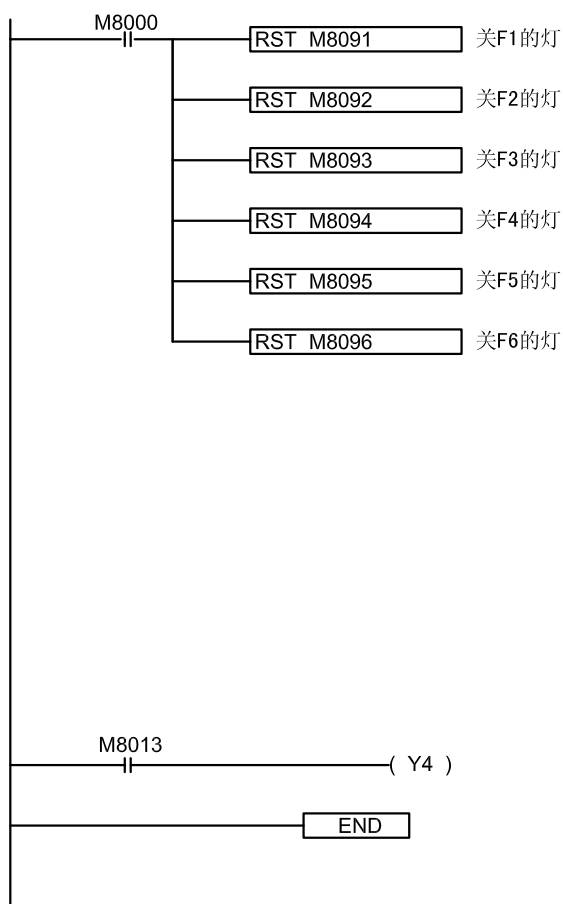 M8000
RST M8091 关F1的灯
RST M8092 关F2的灯
RST M8093 关F3的灯
RST M8094 关F4的灯
RST M8095 关F5的灯
RST M8096 关F6的灯
M8013
( Y4 )
END